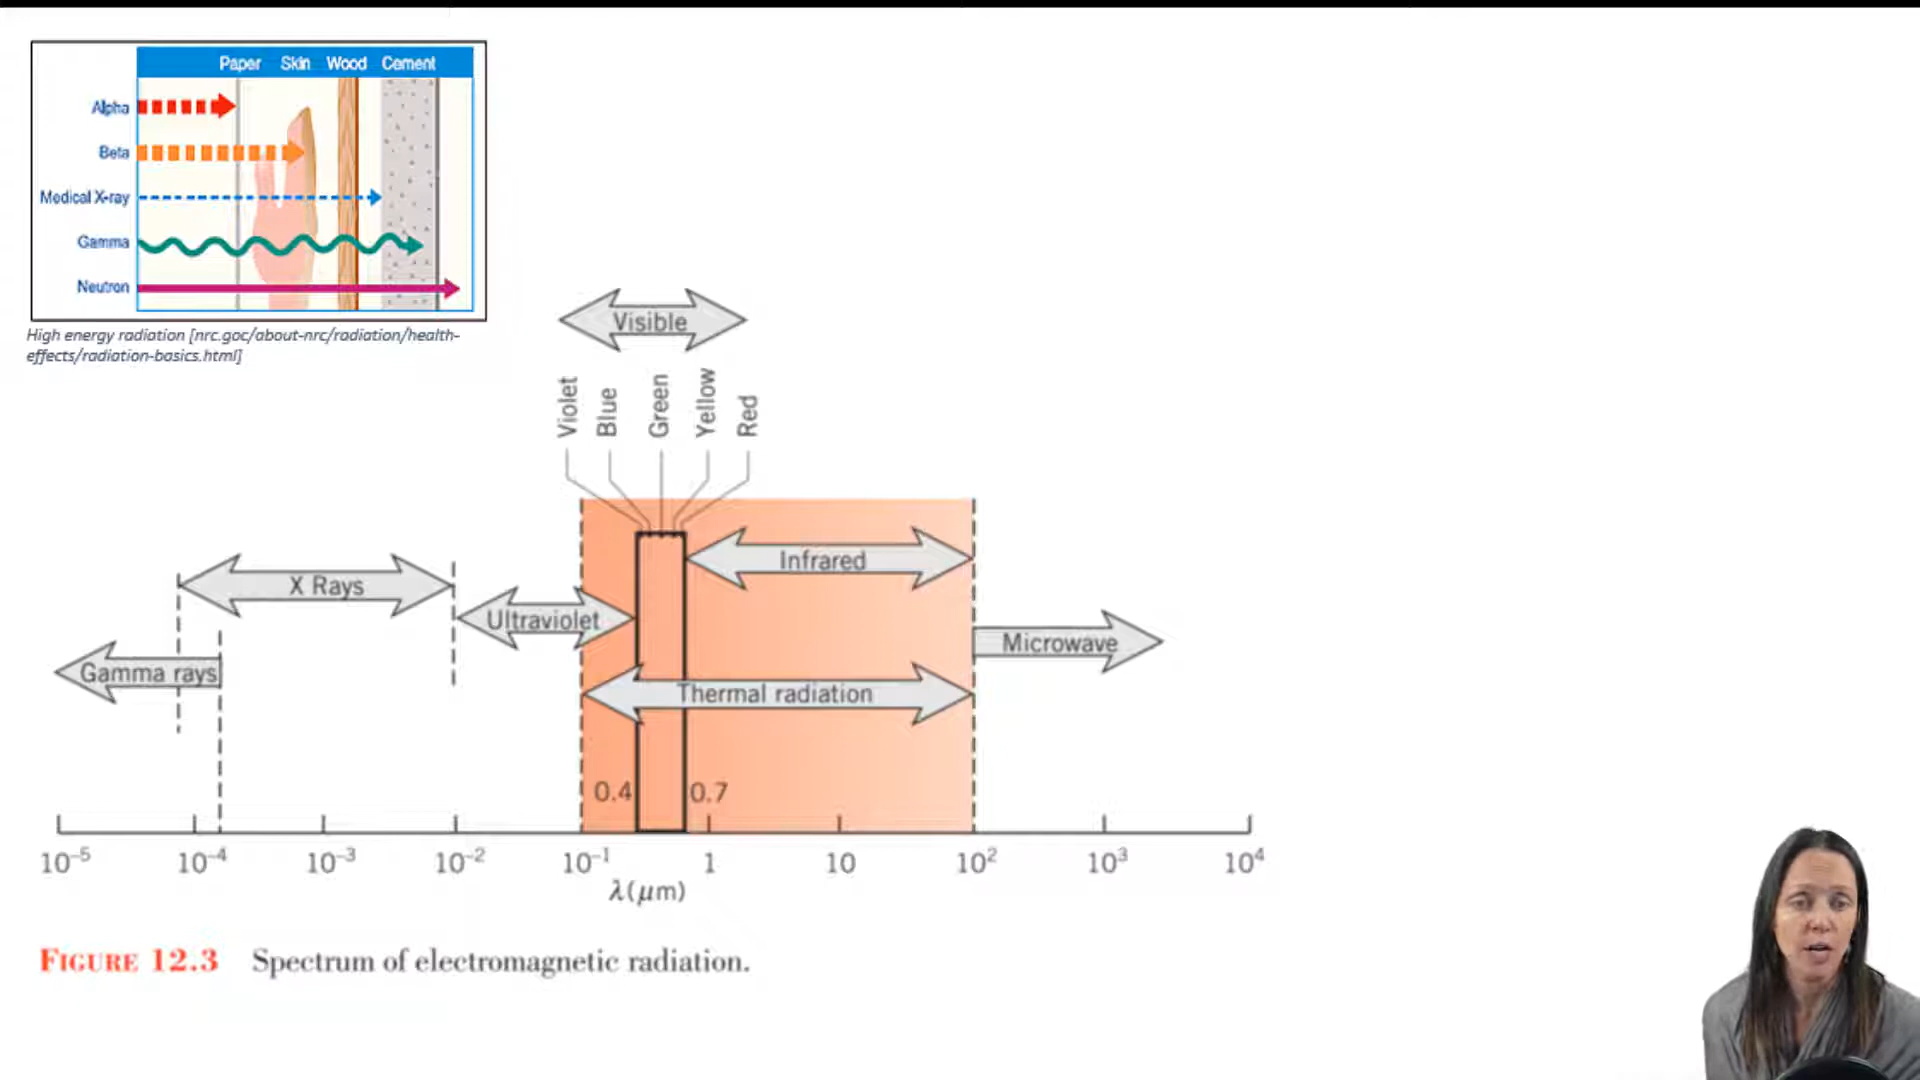 Paper Skin Wood Cement
Alpha
Beta
Medical X-ray
Gamma
Neutron
High energy radiation [nrc.goc/about-nrc/radiation/health-
effects/radiation-basics.html]
Visible
Violet
Blue
Green
Yellow
Red
Infrared
X Rays
Ultraviolet
Microwave
Gamma rays
Thermal radiation
0.4 0.7
10⁻⁵ 10⁻⁴ 10⁻³ 10⁻² 10⁻¹ 1 10 10² 10³ 10⁴
λ(μm)
FIGURE 12.3 Spectrum of electromagnetic radiation.